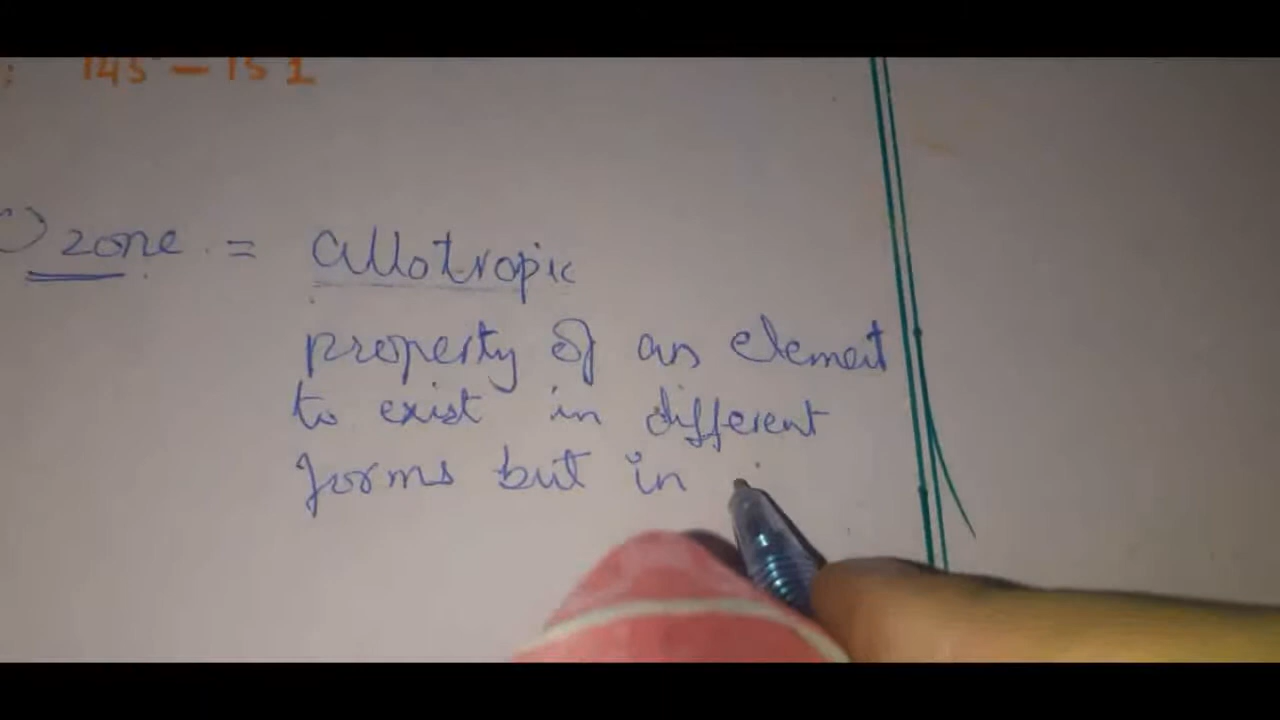 : 145 - 151
Ozone = allotropic
property of an element
to exist in different
forms but in